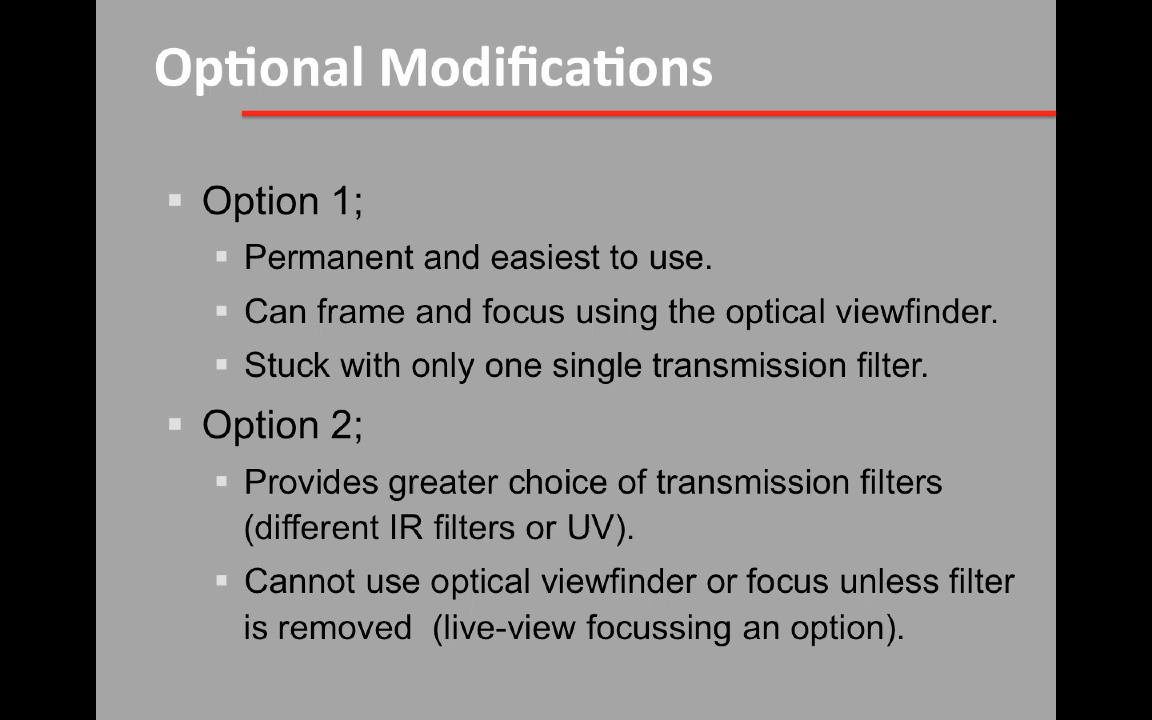 Optional Modifications
Option 1;
Permanent and easiest to use.
Can frame and focus using the optical viewfinder.
Stuck with only one single transmission filter.
Option 2;
Provides greater choice of transmission filters
(different IR filters or UV).
Cannot use optical viewfinder or focus unless filter
is removed  (live-view focussing an option).